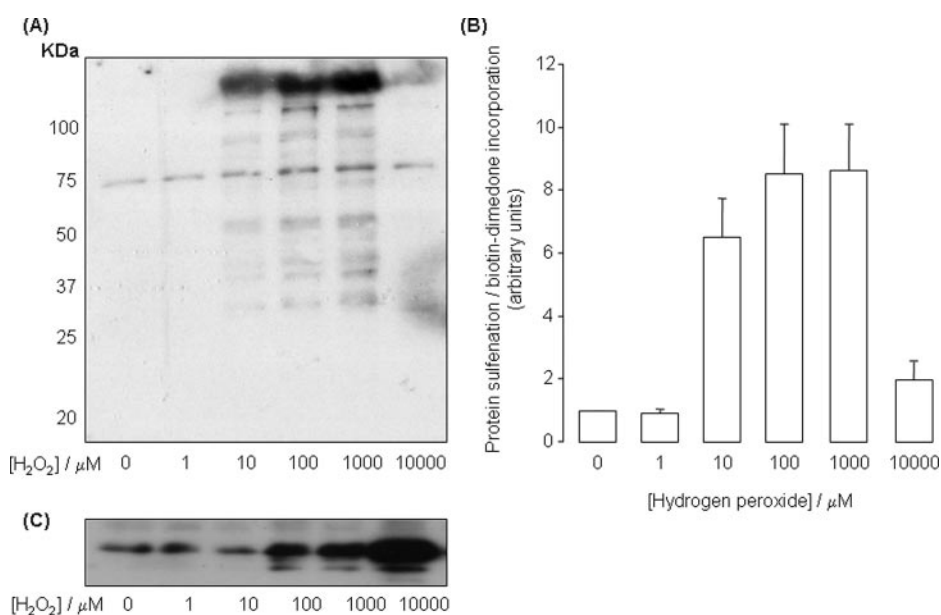 (A)
KDa
100
75
50
37
25
20
[H₂O₂] / μM 0 1 10 100 1000 10000
(B)
Protein sulfenation / biotin-dimedone incorporation
(arbitrary units)
12
10
8
6
4
2
0
0 1 10 100 1000 10000
[Hydrogen peroxide] / μM
(C)
[H₂O₂] / μM 0 1 10 100 1000 10000